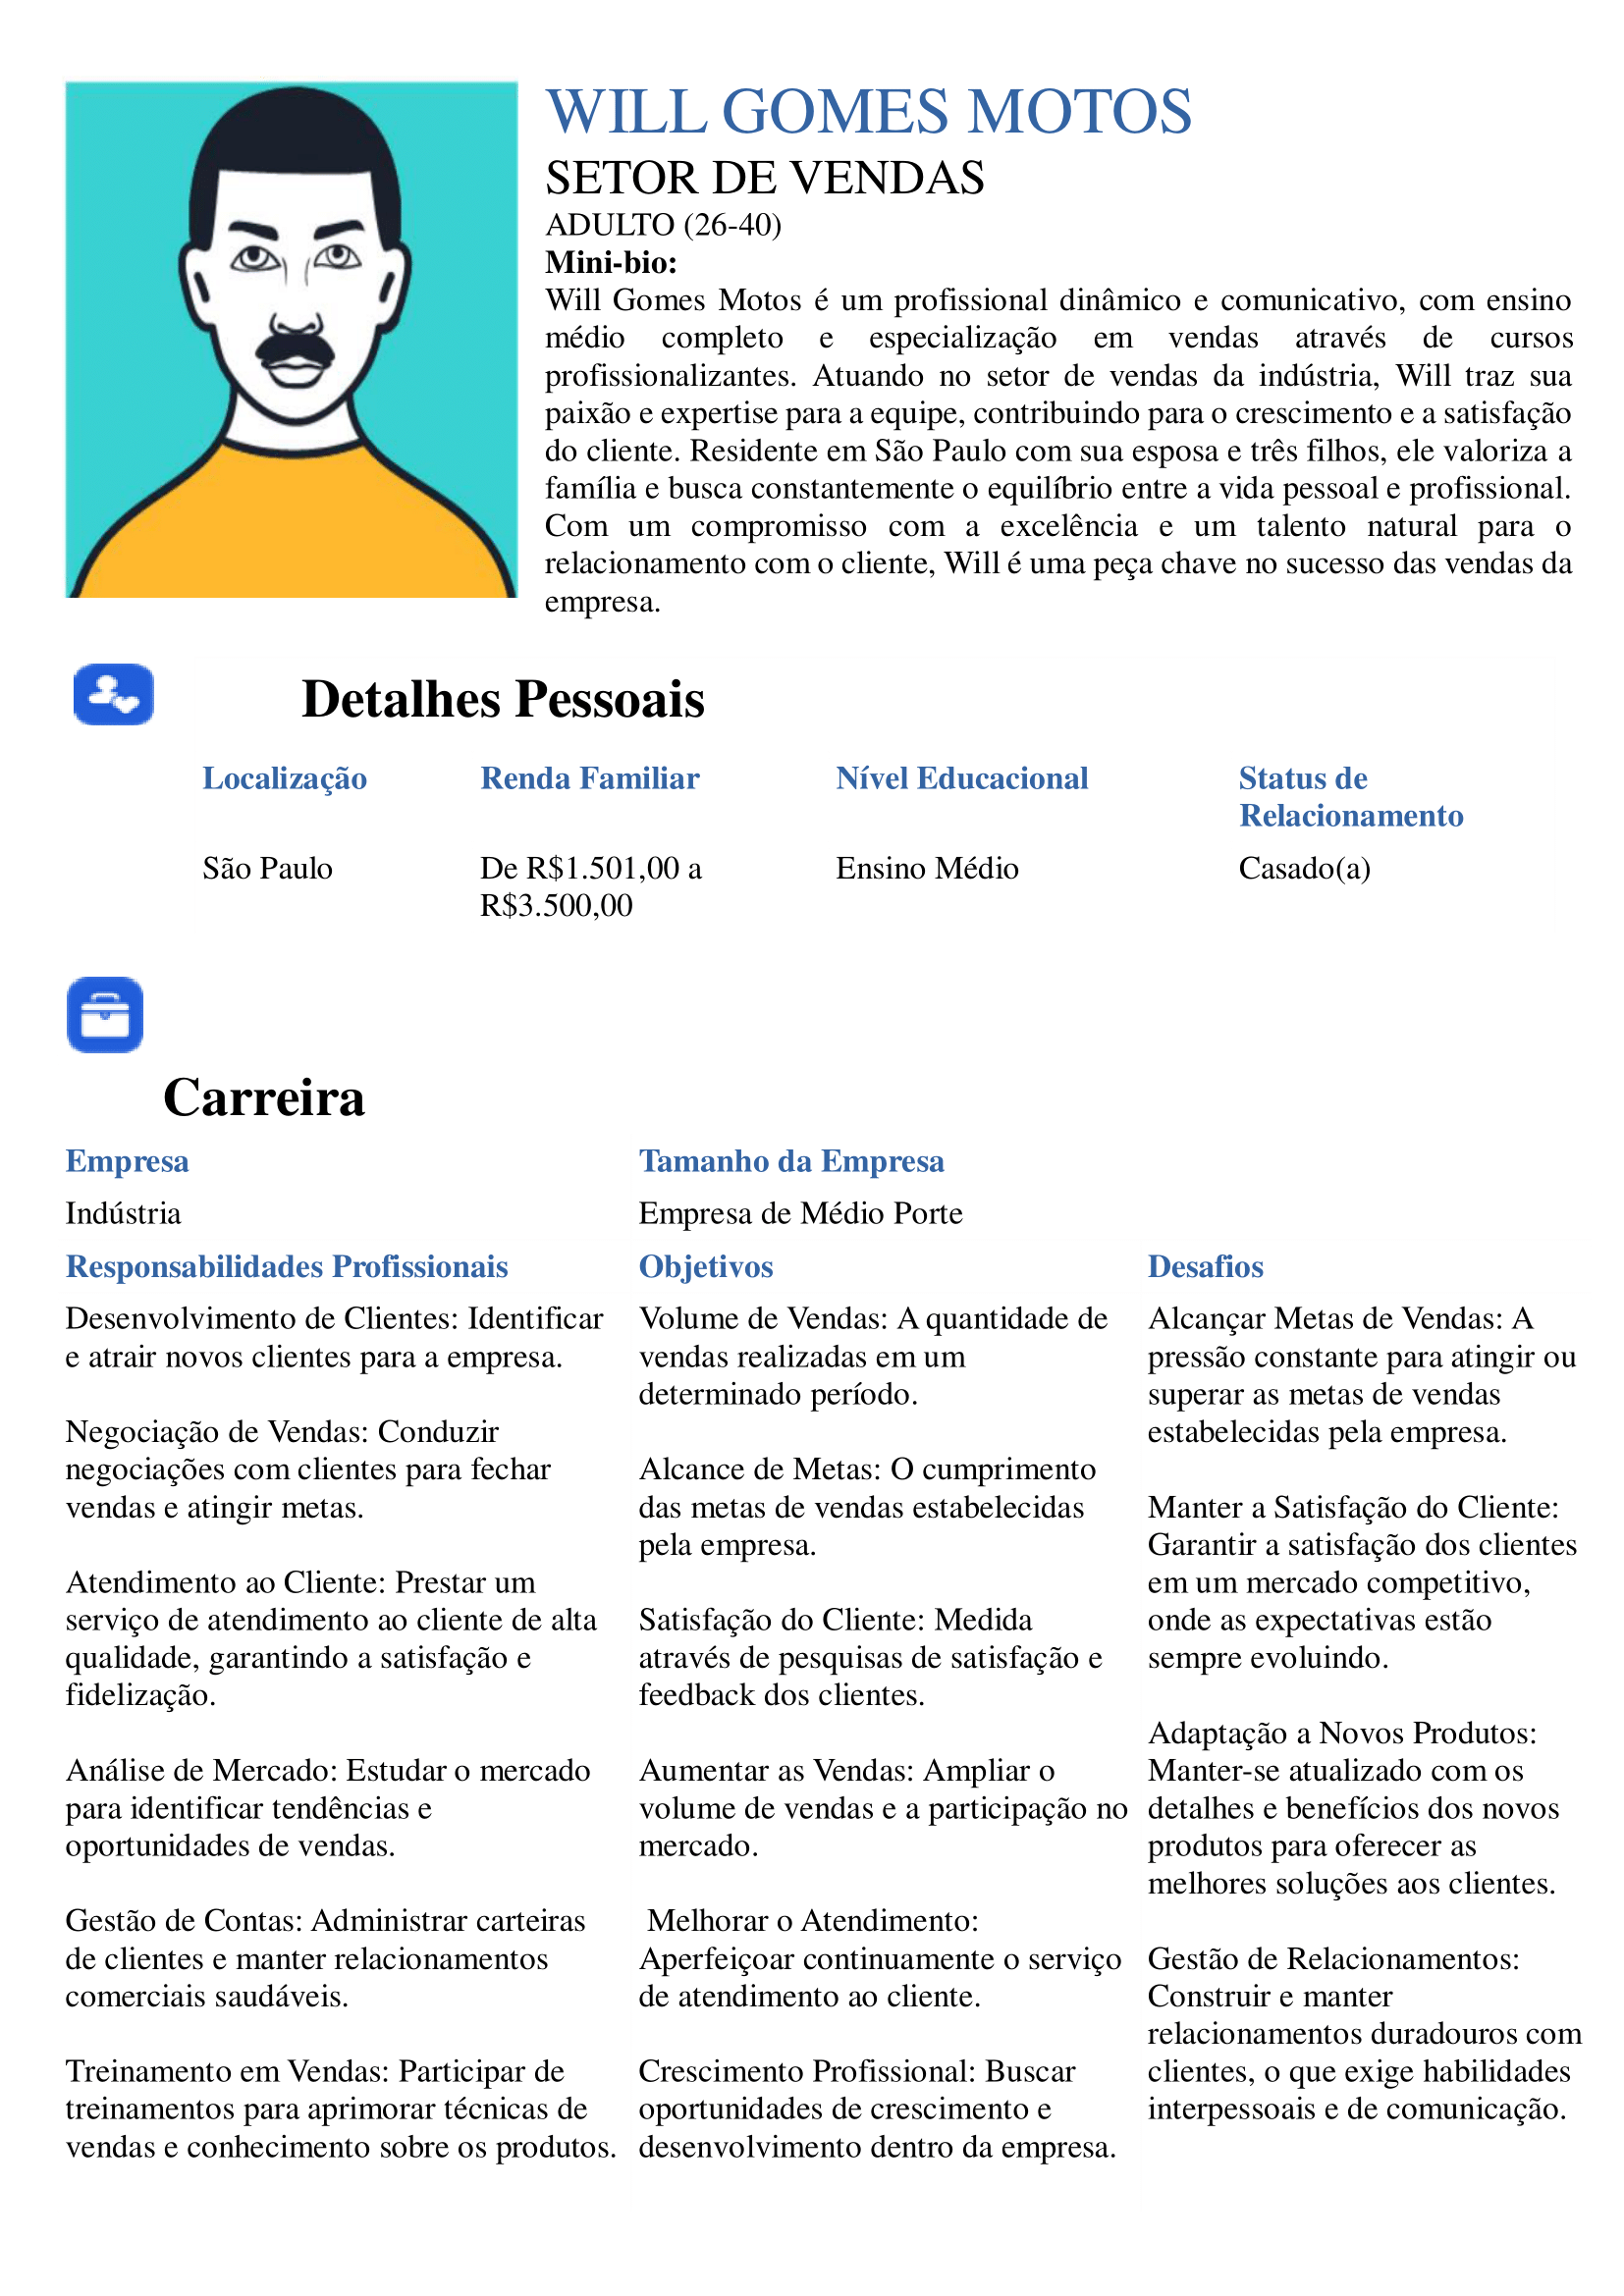 WILL GOMES MOTOS
SETOR DE VENDAS
ADULTO (26-40)
Mini-bio:
Will Gomes Motos é um profissional dinâmico e comunicativo, com ensino
médio completo e especialização em vendas através de cursos
profissionalizantes. Atuando no setor de vendas da indústria, Will traz sua
paixão e expertise para a equipe, contribuindo para o crescimento e a satisfação
do cliente. Residente em São Paulo com sua esposa e três filhos, ele valoriza a
família e busca constantemente o equilíbrio entre a vida pessoal e profissional.
Com um compromisso com a excelência e um talento natural para o
relacionamento com o cliente, Will é uma peça chave no sucesso das vendas da
empresa.
Detalhes Pessoais
Localização
São Paulo
Renda Familiar
De R$1.501,00 a
R$3.500,00
Nível Educacional
Ensino Médio
Status de
Relacionamento
Casado(a)
Carreira
Empresa
Indústria
Tamanho da Empresa
Empresa de Médio Porte
Responsabilidades Profissionais
Desenvolvimento de Clientes: Identificar
e atrair novos clientes para a empresa.
Negociação de Vendas: Conduzir
negociações com clientes para fechar
vendas e atingir metas.
Atendimento ao Cliente: Prestar um
serviço de atendimento ao cliente de alta
qualidade, garantindo a satisfação e
fidelização.
Análise de Mercado: Estudar o mercado
para identificar tendências e
oportunidades de vendas.
Gestão de Contas: Administrar carteiras
de clientes e manter relacionamentos
comerciais saudáveis.
Treinamento em Vendas: Participar de
treinamentos para aprimorar técnicas de
vendas e conhecimento sobre os produtos.
Objetivos
Volume de Vendas: A quantidade de
vendas realizadas em um
determinado período.
Alcance de Metas: O cumprimento
das metas de vendas estabelecidas
pela empresa.
Satisfação do Cliente: Medida
através de pesquisas de satisfação e
feedback dos clientes.
Aumentar as Vendas: Ampliar o
volume de vendas e a participação no
mercado.
Melhorar o Atendimento:
Aperfeiçoar continuamente o serviço
de atendimento ao cliente.
Crescimento Profissional: Buscar
oportunidades de crescimento e
desenvolvimento dentro da empresa.
Desafios
Alcançar Metas de Vendas: A
pressão constante para atingir ou
superar as metas de vendas
estabelecidas pela empresa.
Manter a Satisfação do Cliente:
Garantir a satisfação dos clientes
em um mercado competitivo,
onde as expectativas estão
sempre evoluindo.
Adaptação a Novos Produtos:
Manter-se atualizado com os
detalhes e benefícios dos novos
produtos para oferecer as
melhores soluções aos clientes.
Gestão de Relacionamentos:
Construir e manter
relacionamentos duradouros com
clientes, o que exige habilidades
interpessoais e de comunicação.